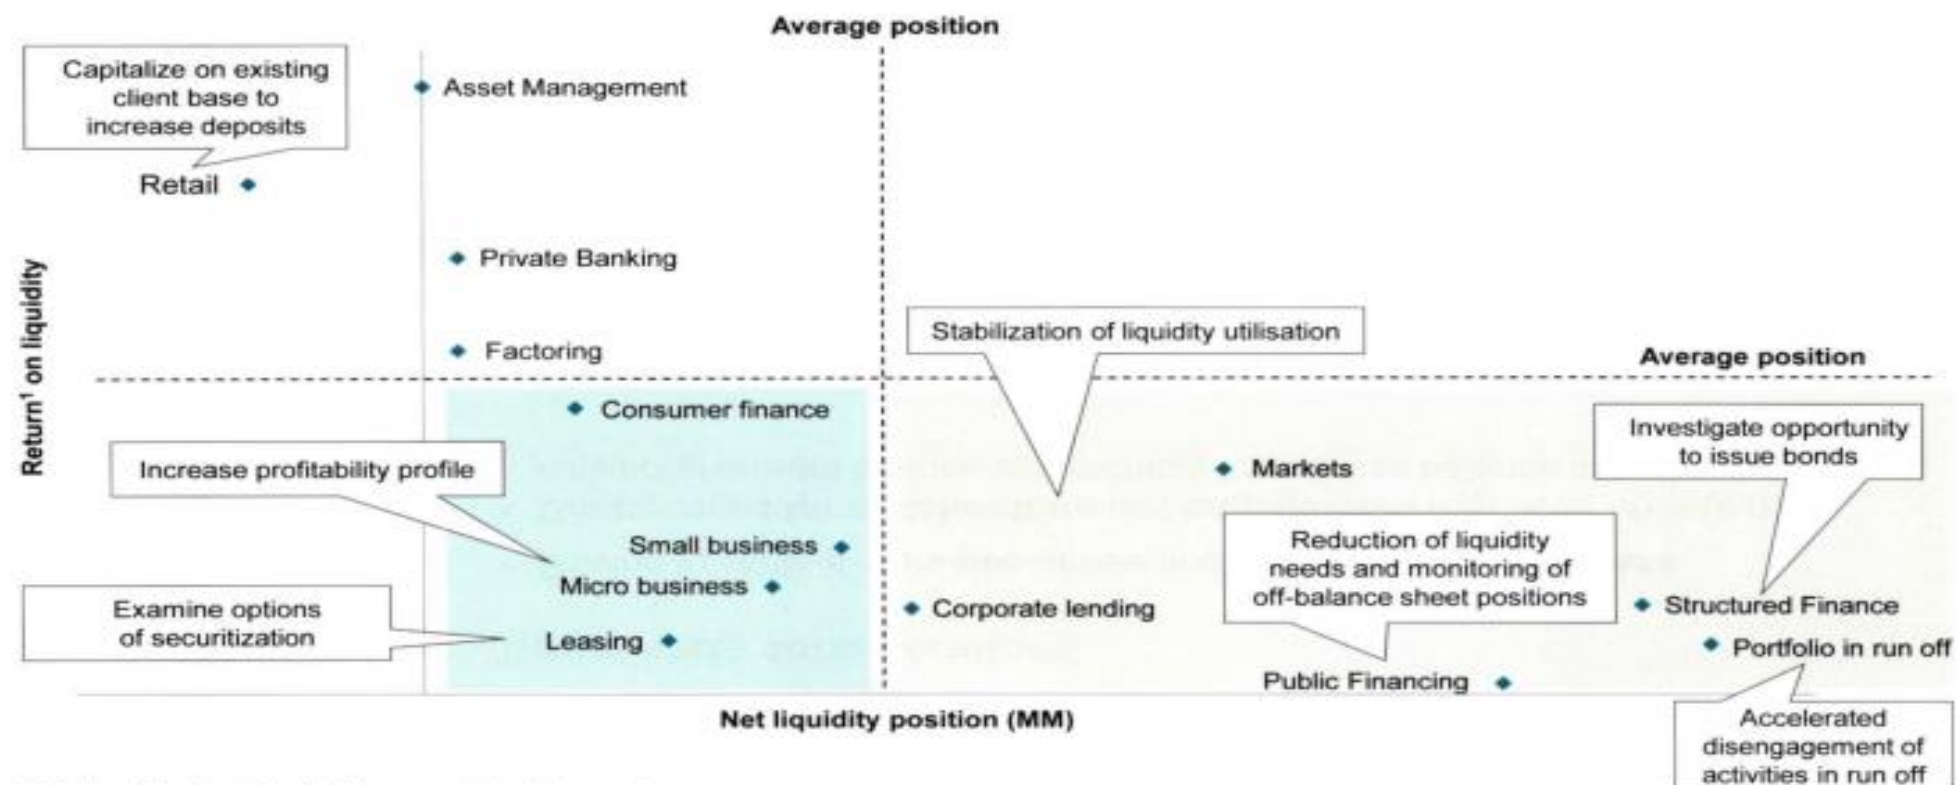 Average position
Capitalize on existing
client base to
increase deposits
Asset Management
Retail
Private Banking
Factoring
Stabilization of liquidity utilisation
Average position
Return¹ on liquidity
Consumer finance
Investigate opportunity
to issue bonds
Increase profitability profile
Markets
Small business
Reduction of liquidity
needs and monitoring of
off-balance sheet positions
Micro business
Examine options
of securitization
Corporate lending
Structured Finance
Leasing
Portfolio in run off
Public Financing
Net liquidity position (MM)
Accelerated
disengagement of
activities in run off